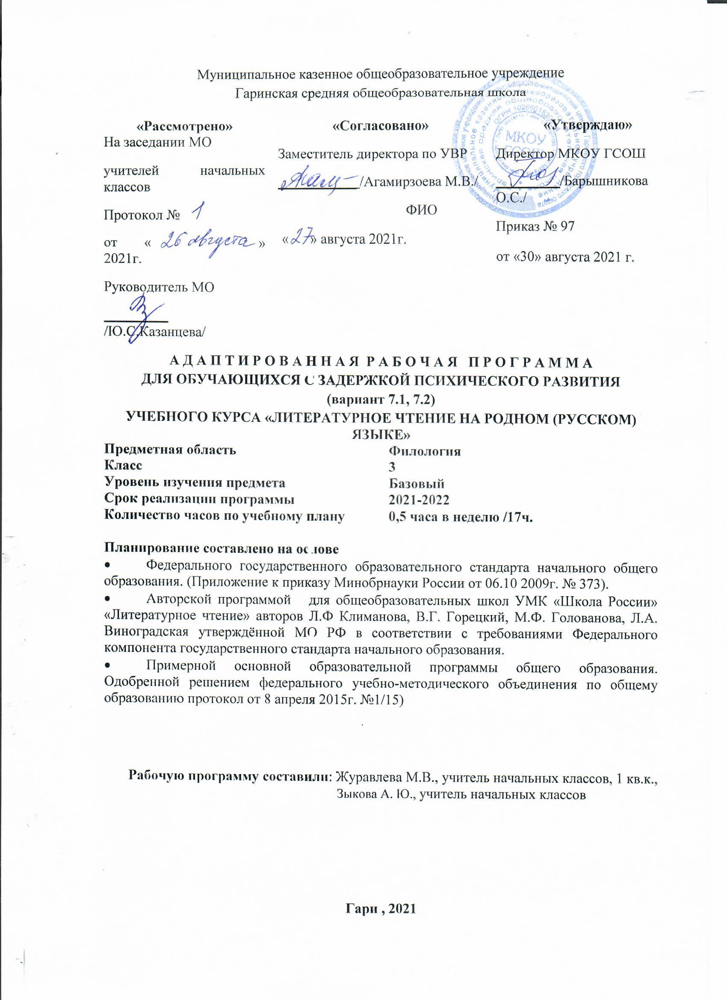 Муниципальное казенное общеобразовательное учреждение
Гаринская средняя общеобразовательная школа
«Рассмотрено»
На заседании МО
учителей начальных
классов
Протокол № 1
от « 26 августа »
2021г.
Руководитель МО
/Ю.С.Казанцева/
«Согласовано»
Заместитель директора по УВР
/Агамирзоева М.В./
ФИО
«27» августа 2021г.
«Утверждаю»
Директор МКОУ ГСОШ
/Барышникова
О.С./
Приказ № 97
от «30» августа 2021 г.
МКОУ
ГСОШ
А Д А П Т И Р О В А Н Н А Я Р А Б О Ч А Я П Р О Г Р А М М А
ДЛЯ ОБУЧАЮЩИХСЯ С ЗАДЕРЖКОЙ ПСИХИЧЕСКОГО РАЗВИТИЯ
(вариант 7.1, 7.2)
УЧЕБНОГО КУРСА «ЛИТЕРАТУРНОЕ ЧТЕНИЕ НА РОДНОМ (РУССКОМ)
ЯЗЫКЕ»
Предметная область Филология
Класс 3
Уровень изучения предмета Базовый
Срок реализации программы 2021-2022
Количество часов по учебному плану 0,5 часа в неделю /17ч.
Планирование составлено на основе
• Федерального государственного образовательного стандарта начального общего
образования. (Приложение к приказу Минобрнауки России от 06.10 2009г. № 373).
• Авторской программой для общеобразовательных школ УМК «Школа России»
«Литературное чтение» авторов Л.Ф Климанова, В.Г. Горецкий, М.Ф. Голованова, Л.А.
Виноградская утверждённой МО РФ в соответствии с требованиями Федерального
компонента государственного стандарта начального образования.
• Примерной основной образовательной программы общего образования.
Одобренной решением федерального учебно-методического объединения по общему
образованию протокол от 8 апреля 2015г. №1/15)
Рабочую программу составили: Журавлева М.В., учитель начальных классов, 1 кв.к.,
Зыкова А. Ю., учитель начальных классов
Гари , 2021